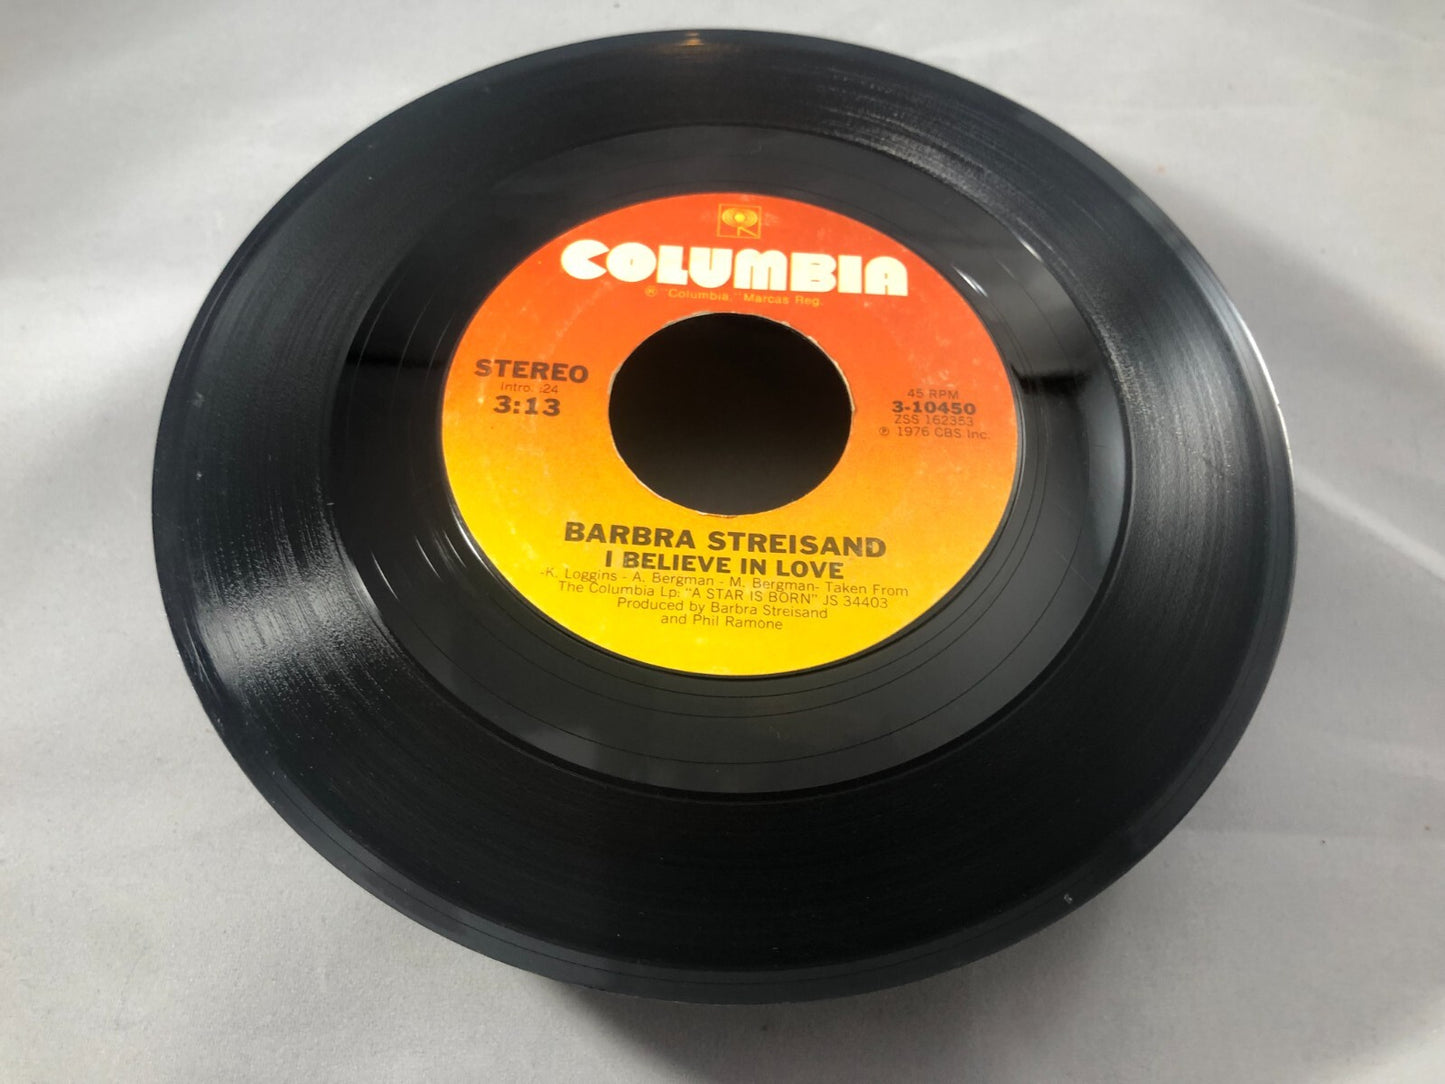 COLUMBIA
® "Columbia," Marcas Reg.
STEREO
Intro. :24
3:13
45 RPM
3-10450
ZSS 162353
℗ 1976 CBS Inc.
BARBRA STREISAND
I BELIEVE IN LOVE
-K. Loggins - A. Bergman - M. Bergman- Taken From
The Columbia Lp: "A STAR IS BORN" JS 34403
Produced by Barbra Streisand
and Phil Ramone